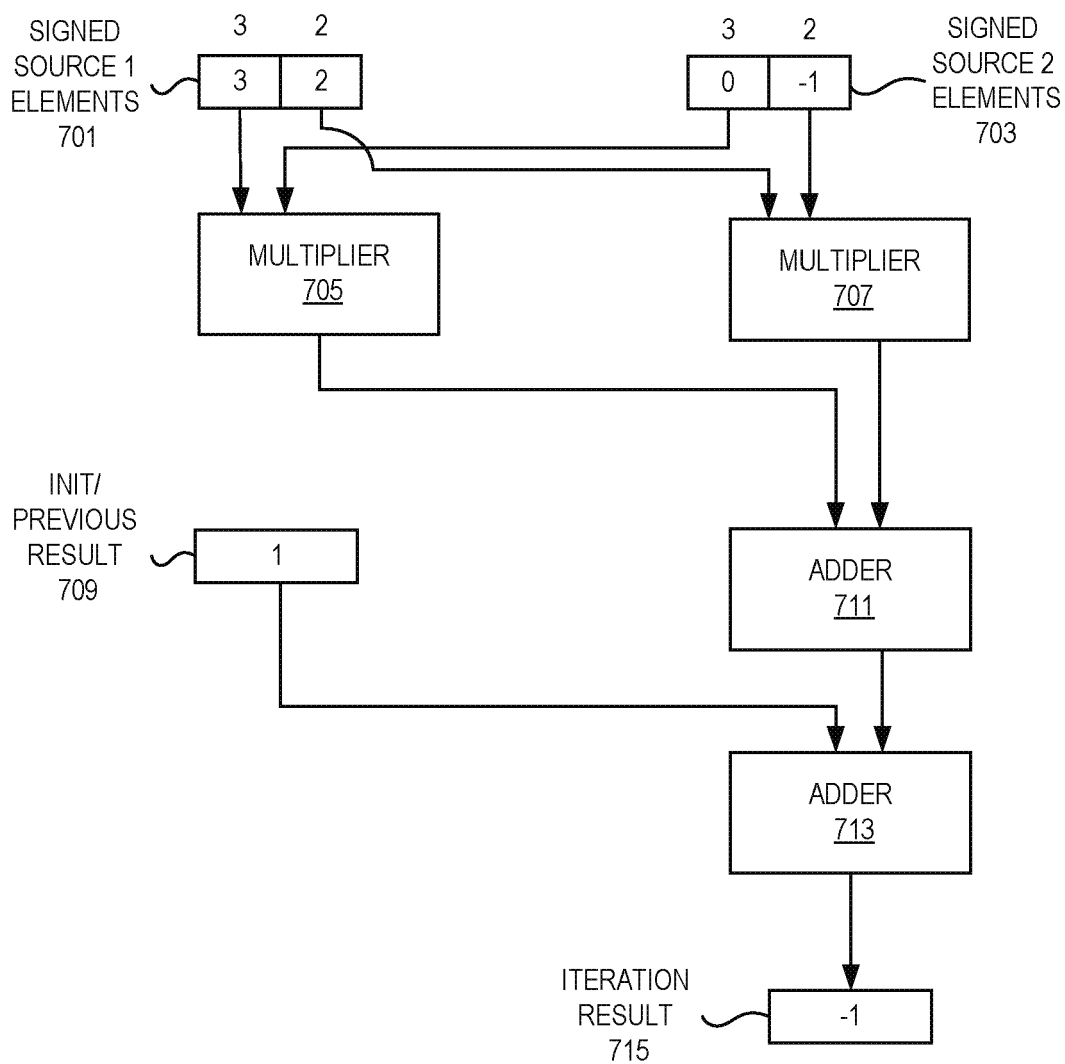 SIGNED
SOURCE 1
ELEMENTS
701
3 2
3 2
3 2
0 -1
SIGNED
SOURCE 2
ELEMENTS
703
MULTIPLIER
705
MULTIPLIER
707
INIT/
PREVIOUS
RESULT
709
1
ADDER
711
ADDER
713
ITERATION
RESULT
715
-1